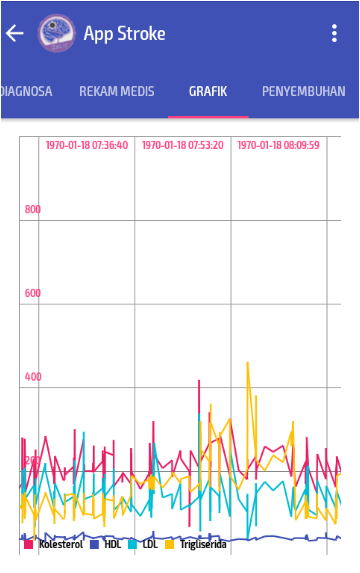 App Stroke
DIAGNOSA REKAM MEDIS GRAFIK PENYEMBUHAN
1970-01-18 07:36:40 1970-01-18 07:53:20 1970-01-18 08:09:59
800
600
400
200
Kolesterol HDL LDL Trigliserida